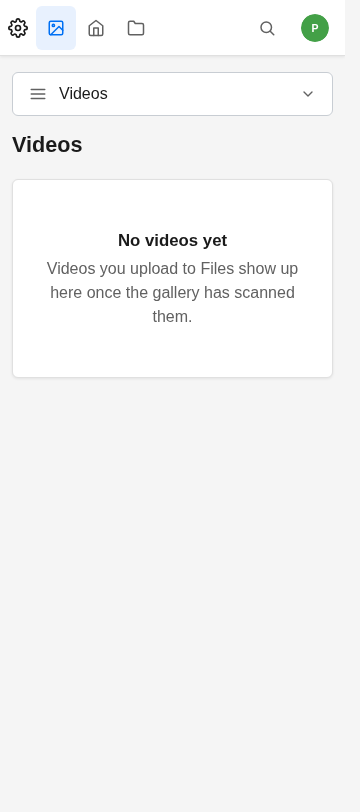 P
Videos
Videos
No videos yet
Videos you upload to Files show up
here once the gallery has scanned
them.